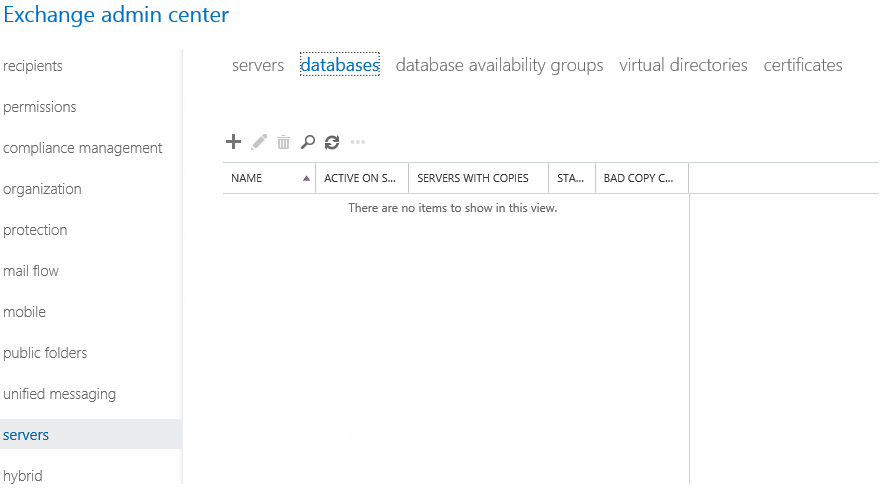 Exchange admin center
recipients
permissions
compliance management
organization
protection
mail flow
mobile
public folders
unified messaging
servers
hybrid
servers databases database availability groups virtual directories certificates
NAME ACTIVE ON S... SERVERS WITH COPIES STA... BAD COPY C...
There are no items to show in this view.